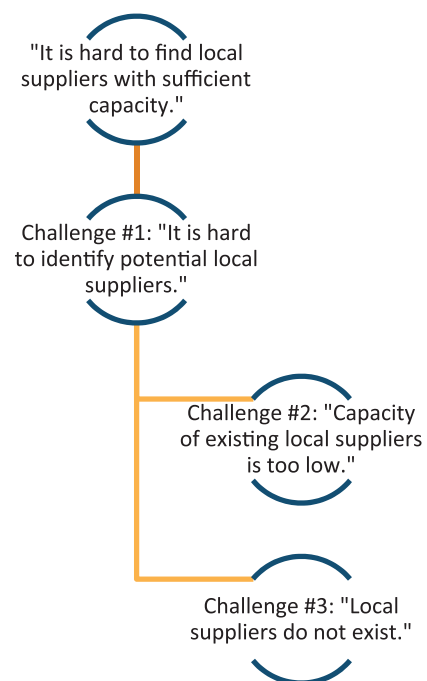 "It is hard to find local
suppliers with sufficient
capacity."
Challenge #1: "It is hard
to identify potential local
suppliers."
Challenge #2: "Capacity
of existing local suppliers
is too low."
Challenge #3: "Local
suppliers do not exist."